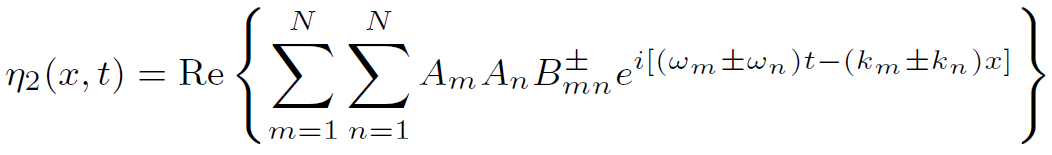 η₂(x, t) = Re { ∑_{m=1}^{N} ∑_{n=1}^{N} A_m A_n B_{mn}^{±} e^{i[(ω_m ± ω_n)t − (k_m ± k_n)x]} }